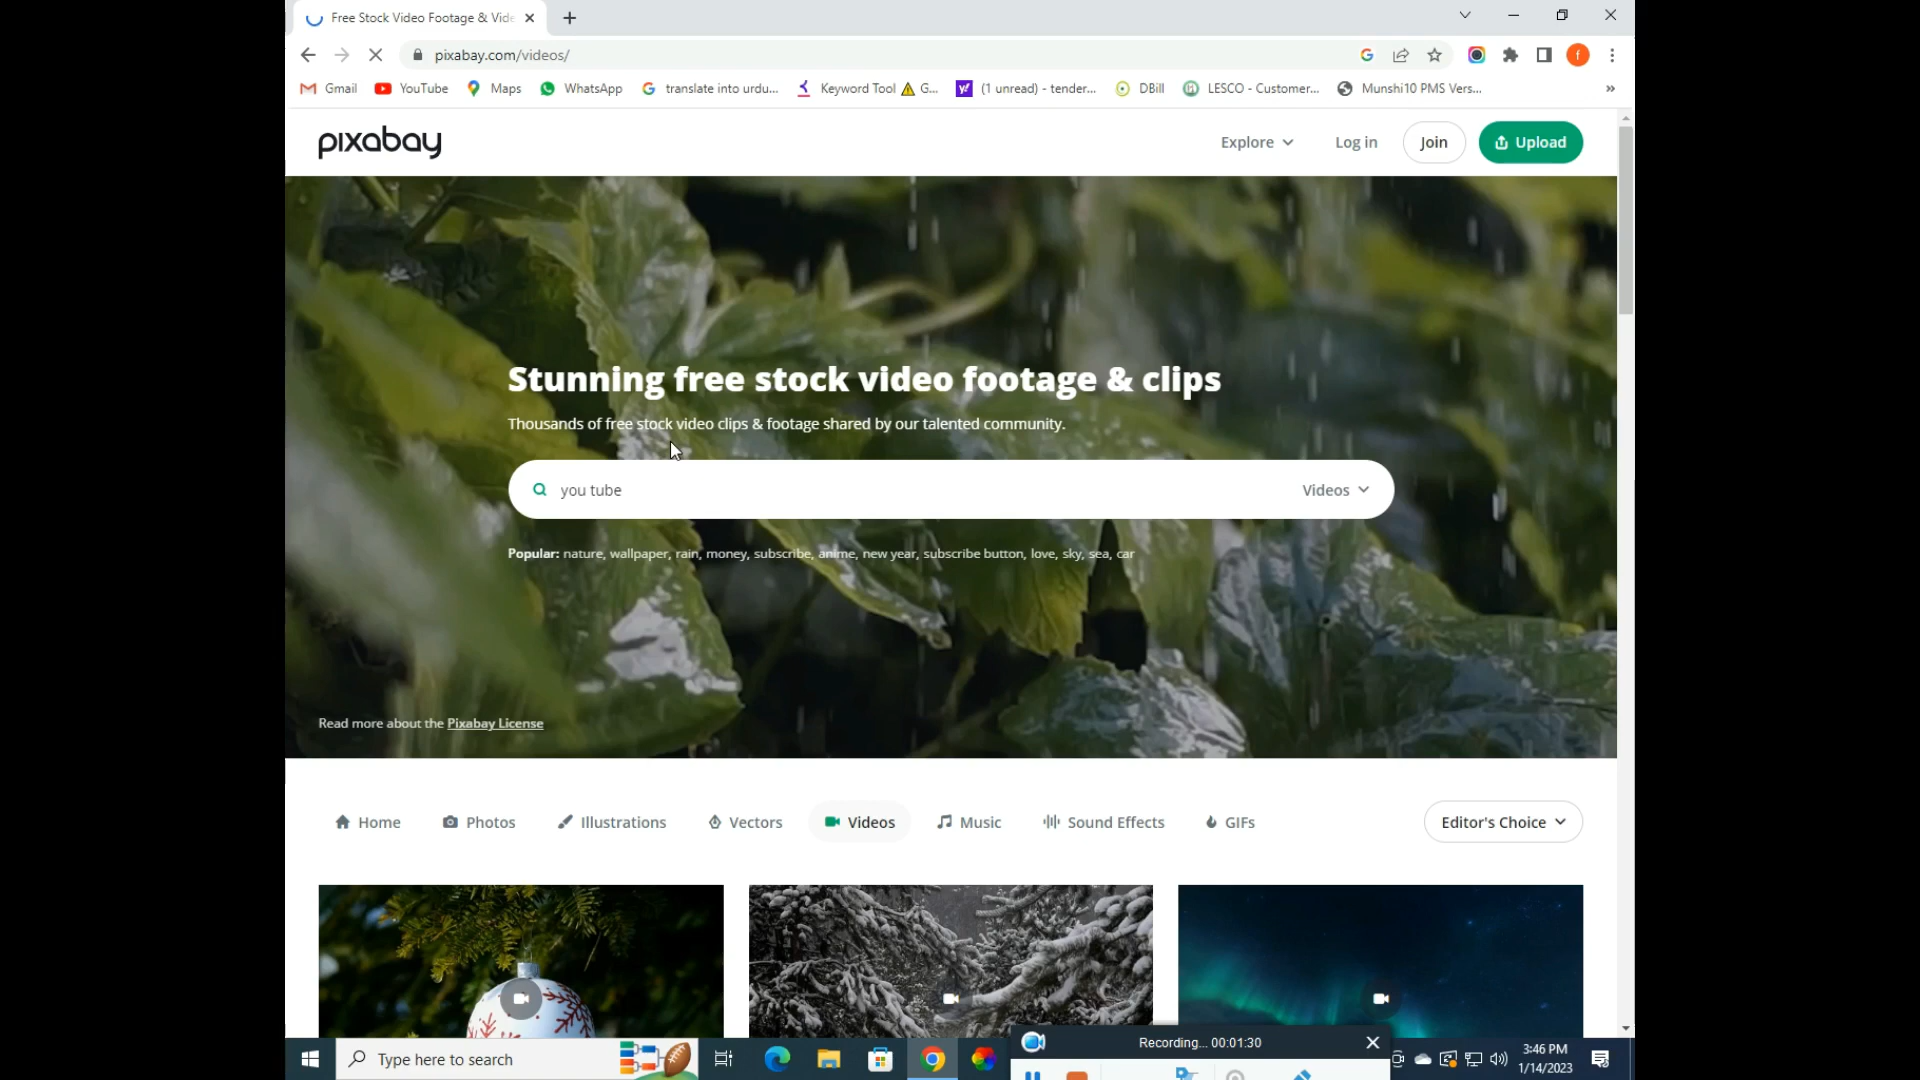 Free Stock Video Footage & Vide
pixabay.com/videos/
f
Gmail YouTube Maps WhatsApp translate into urdu... Keyword Tool G... (1 unread) - tender... DBill LESCO - Customer... Munshi10 PMS Vers... »
pixabay
Explore Log in Join Upload
Stunning free stock video footage & clips
Thousands of free stock video clips & footage shared by our talented community.
you tube Videos
Popular: nature, wallpaper, rain, money, subscribe, anime, new year, subscribe button, love, sky, sea, car
Read more about the Pixabay License
Home Photos Illustrations Vectors Videos Music Sound Effects GIFs Editor's Choice
Recording... 00:01:30
Type here to search
3:46 PM
1/14/2023